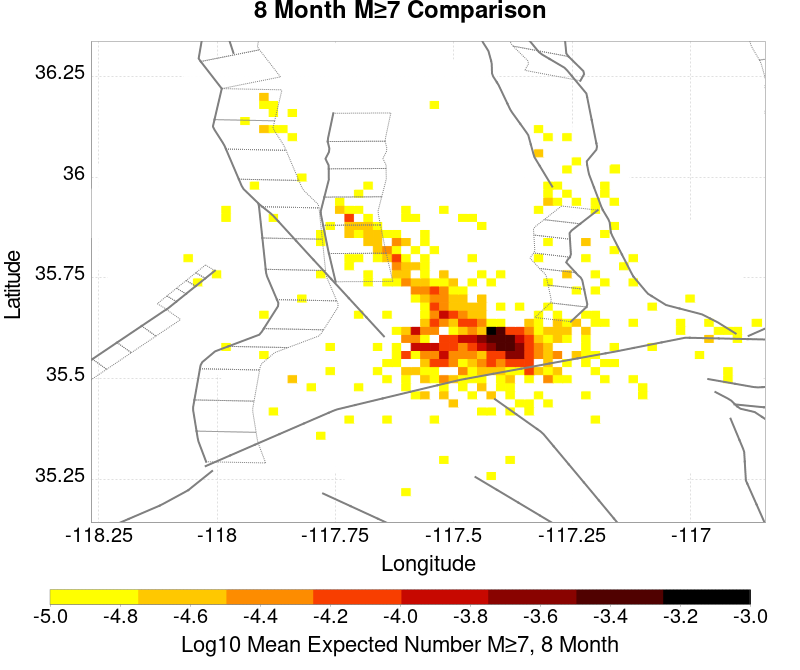 8 Month M≥7 Comparison
36.25
36
35.75
35.5
35.25
Latitude
-118.25 -118 -117.75 -117.5 -117.25 -117
Longitude
-5.0 -4.8 -4.6 -4.4 -4.2 -4.0 -3.8 -3.6 -3.4 -3.2 -3.0
Log10 Mean Expected Number M≥7, 8 Month